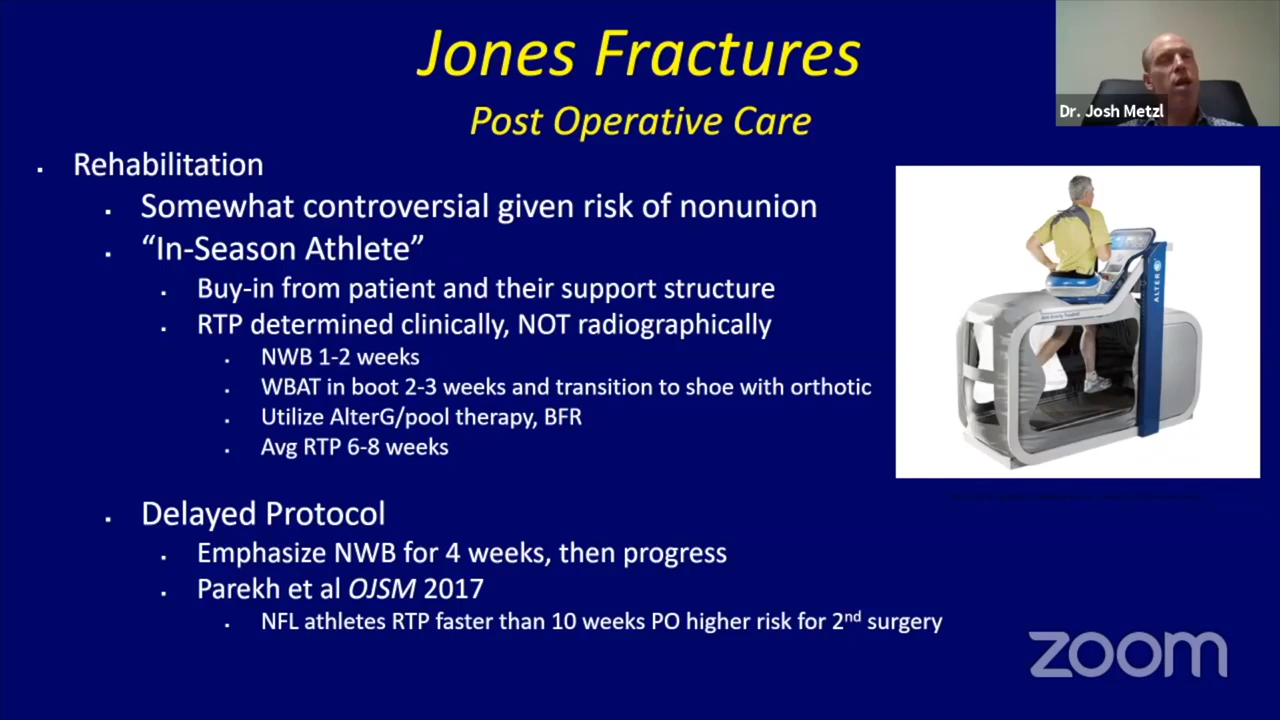 Jones Fractures
Post Operative Care
Dr. Josh Metzl
▪ Rehabilitation
▪ Somewhat controversial given risk of nonunion
▪ “In-Season Athlete”
▪ Buy-in from patient and their support structure
▪ RTP determined clinically, NOT radiographically
▪ NWB 1-2 weeks
▪ WBAT in boot 2-3 weeks and transition to shoe with orthotic
▪ Utilize AlterG/pool therapy, BFR
▪ Avg RTP 6-8 weeks
ALTER G
▪ Delayed Protocol
▪ Emphasize NWB for 4 weeks, then progress
▪ Parekh et al OJSM 2017
▪ NFL athletes RTP faster than 10 weeks PO higher risk for 2nd surgery
zoom